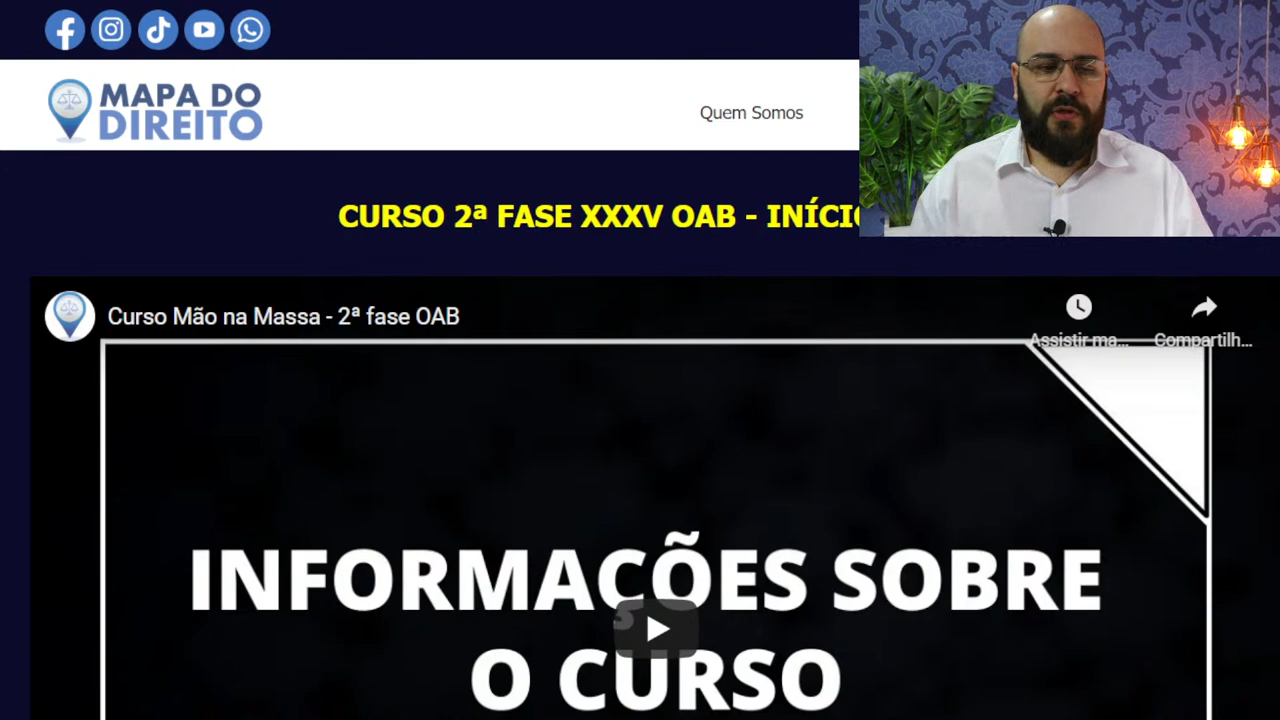 MAPA DO
DIREITO
Quem Somos
CURSO 2ª FASE XXXV OAB - INÍCIO
Curso Mão na Massa - 2ª fase OAB
Assistir ma...
Compartilh...
INFORMAÇÕES SOBRE
O CURSO